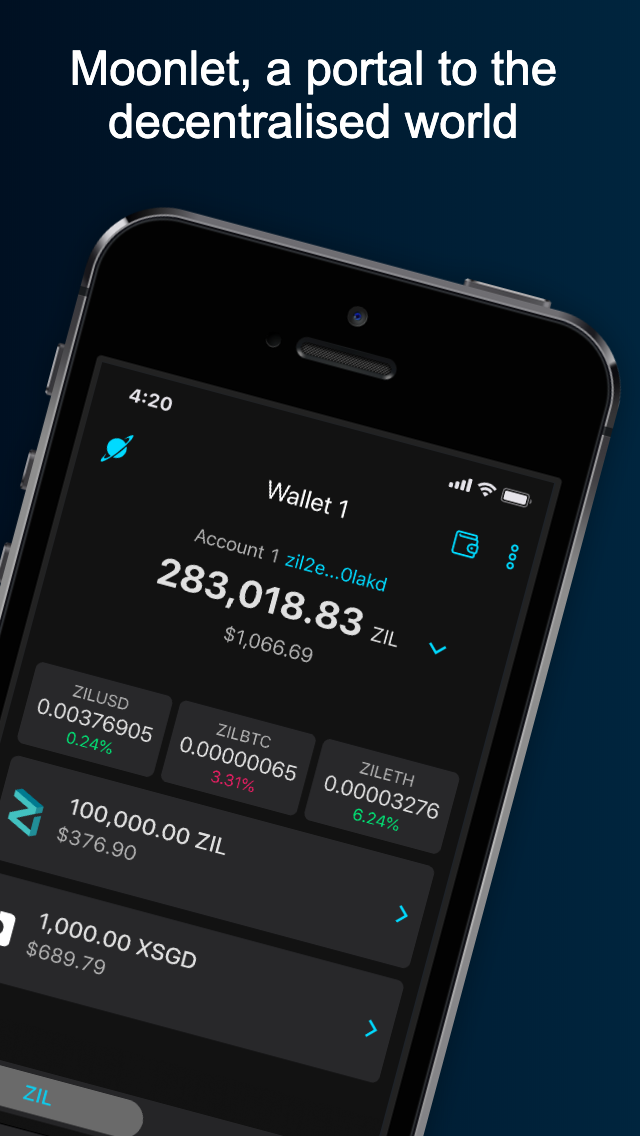 Moonlet, a portal to the
decentralised world
4:20
Wallet 1
Account 1 zil2e...0lakd
283,018.83 ZIL
$1,066.69
ZILUSD
0.00376905
0.24%
ZILBTC
0.00000065
3.31%
ZILETH
0.00003276
6.24%
100,000.00 ZIL
$376.90
1,000.00 XSGD
$689.79
ZIL